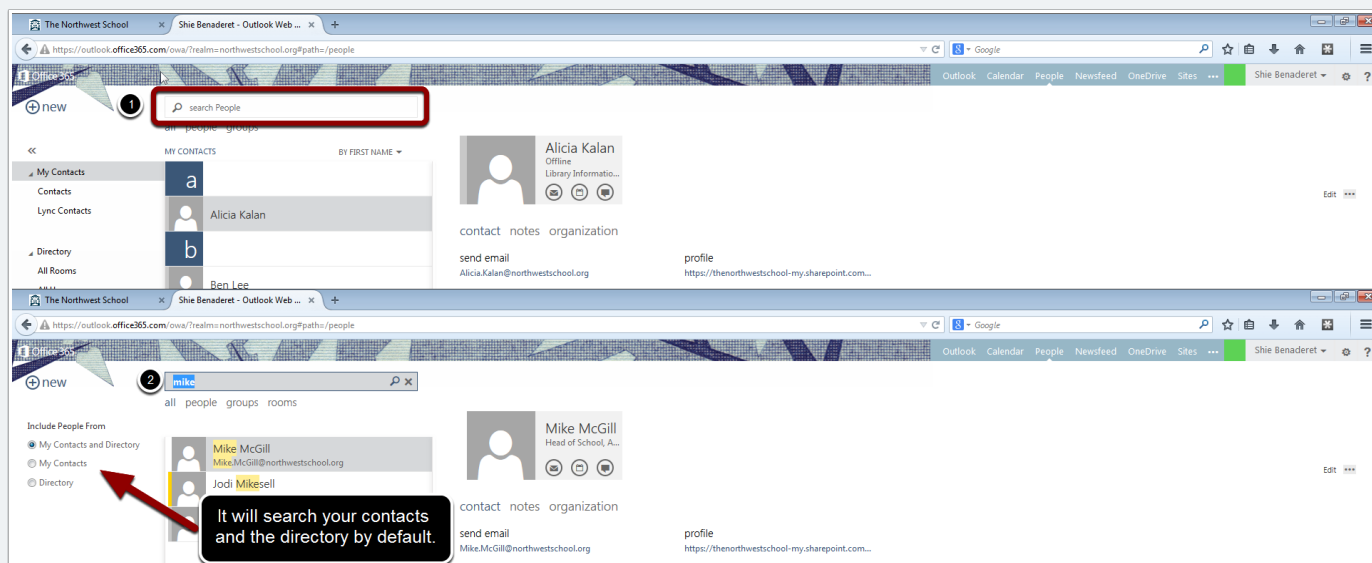 The Northwest School
Shie Benaderet - Outlook Web ...
https://outlook.office365.com/owa/?realm=northwestschool.org#path=/people
Google
Office 365
Outlook Calendar People Newsfeed OneDrive Sites ...
Shie Benaderet
?
new
1
search People
all people groups
MY CONTACTS
BY FIRST NAME
My Contacts
Contacts
Lync Contacts
Directory
All Rooms
a
Alicia Kalan
b
Ben Lee
Alicia Kalan
Offline
Library Informatio...
Edit ...
contact notes organization
send email
Alicia.Kalan@northwestschool.org
profile
https://thenorthwestschool-my.sharepoint.com...
The Northwest School
Shie Benaderet - Outlook Web ...
https://outlook.office365.com/owa/?realm=northwestschool.org#path=/people
Google
Office 365
Outlook Calendar People Newsfeed OneDrive Sites ...
Shie Benaderet
?
new
2
mike
all people groups rooms
Include People From
My Contacts and Directory
My Contacts
Directory
Mike McGill
Mike.McGill@northwestschool.org
Jodi Mikesell
It will search your contacts
and the directory by default.
Mike McGill
Head of School, A...
Edit ...
contact notes organization
send email
Mike.McGill@northwestschool.org
profile
https://thenorthwestschool-my.sharepoint.com...